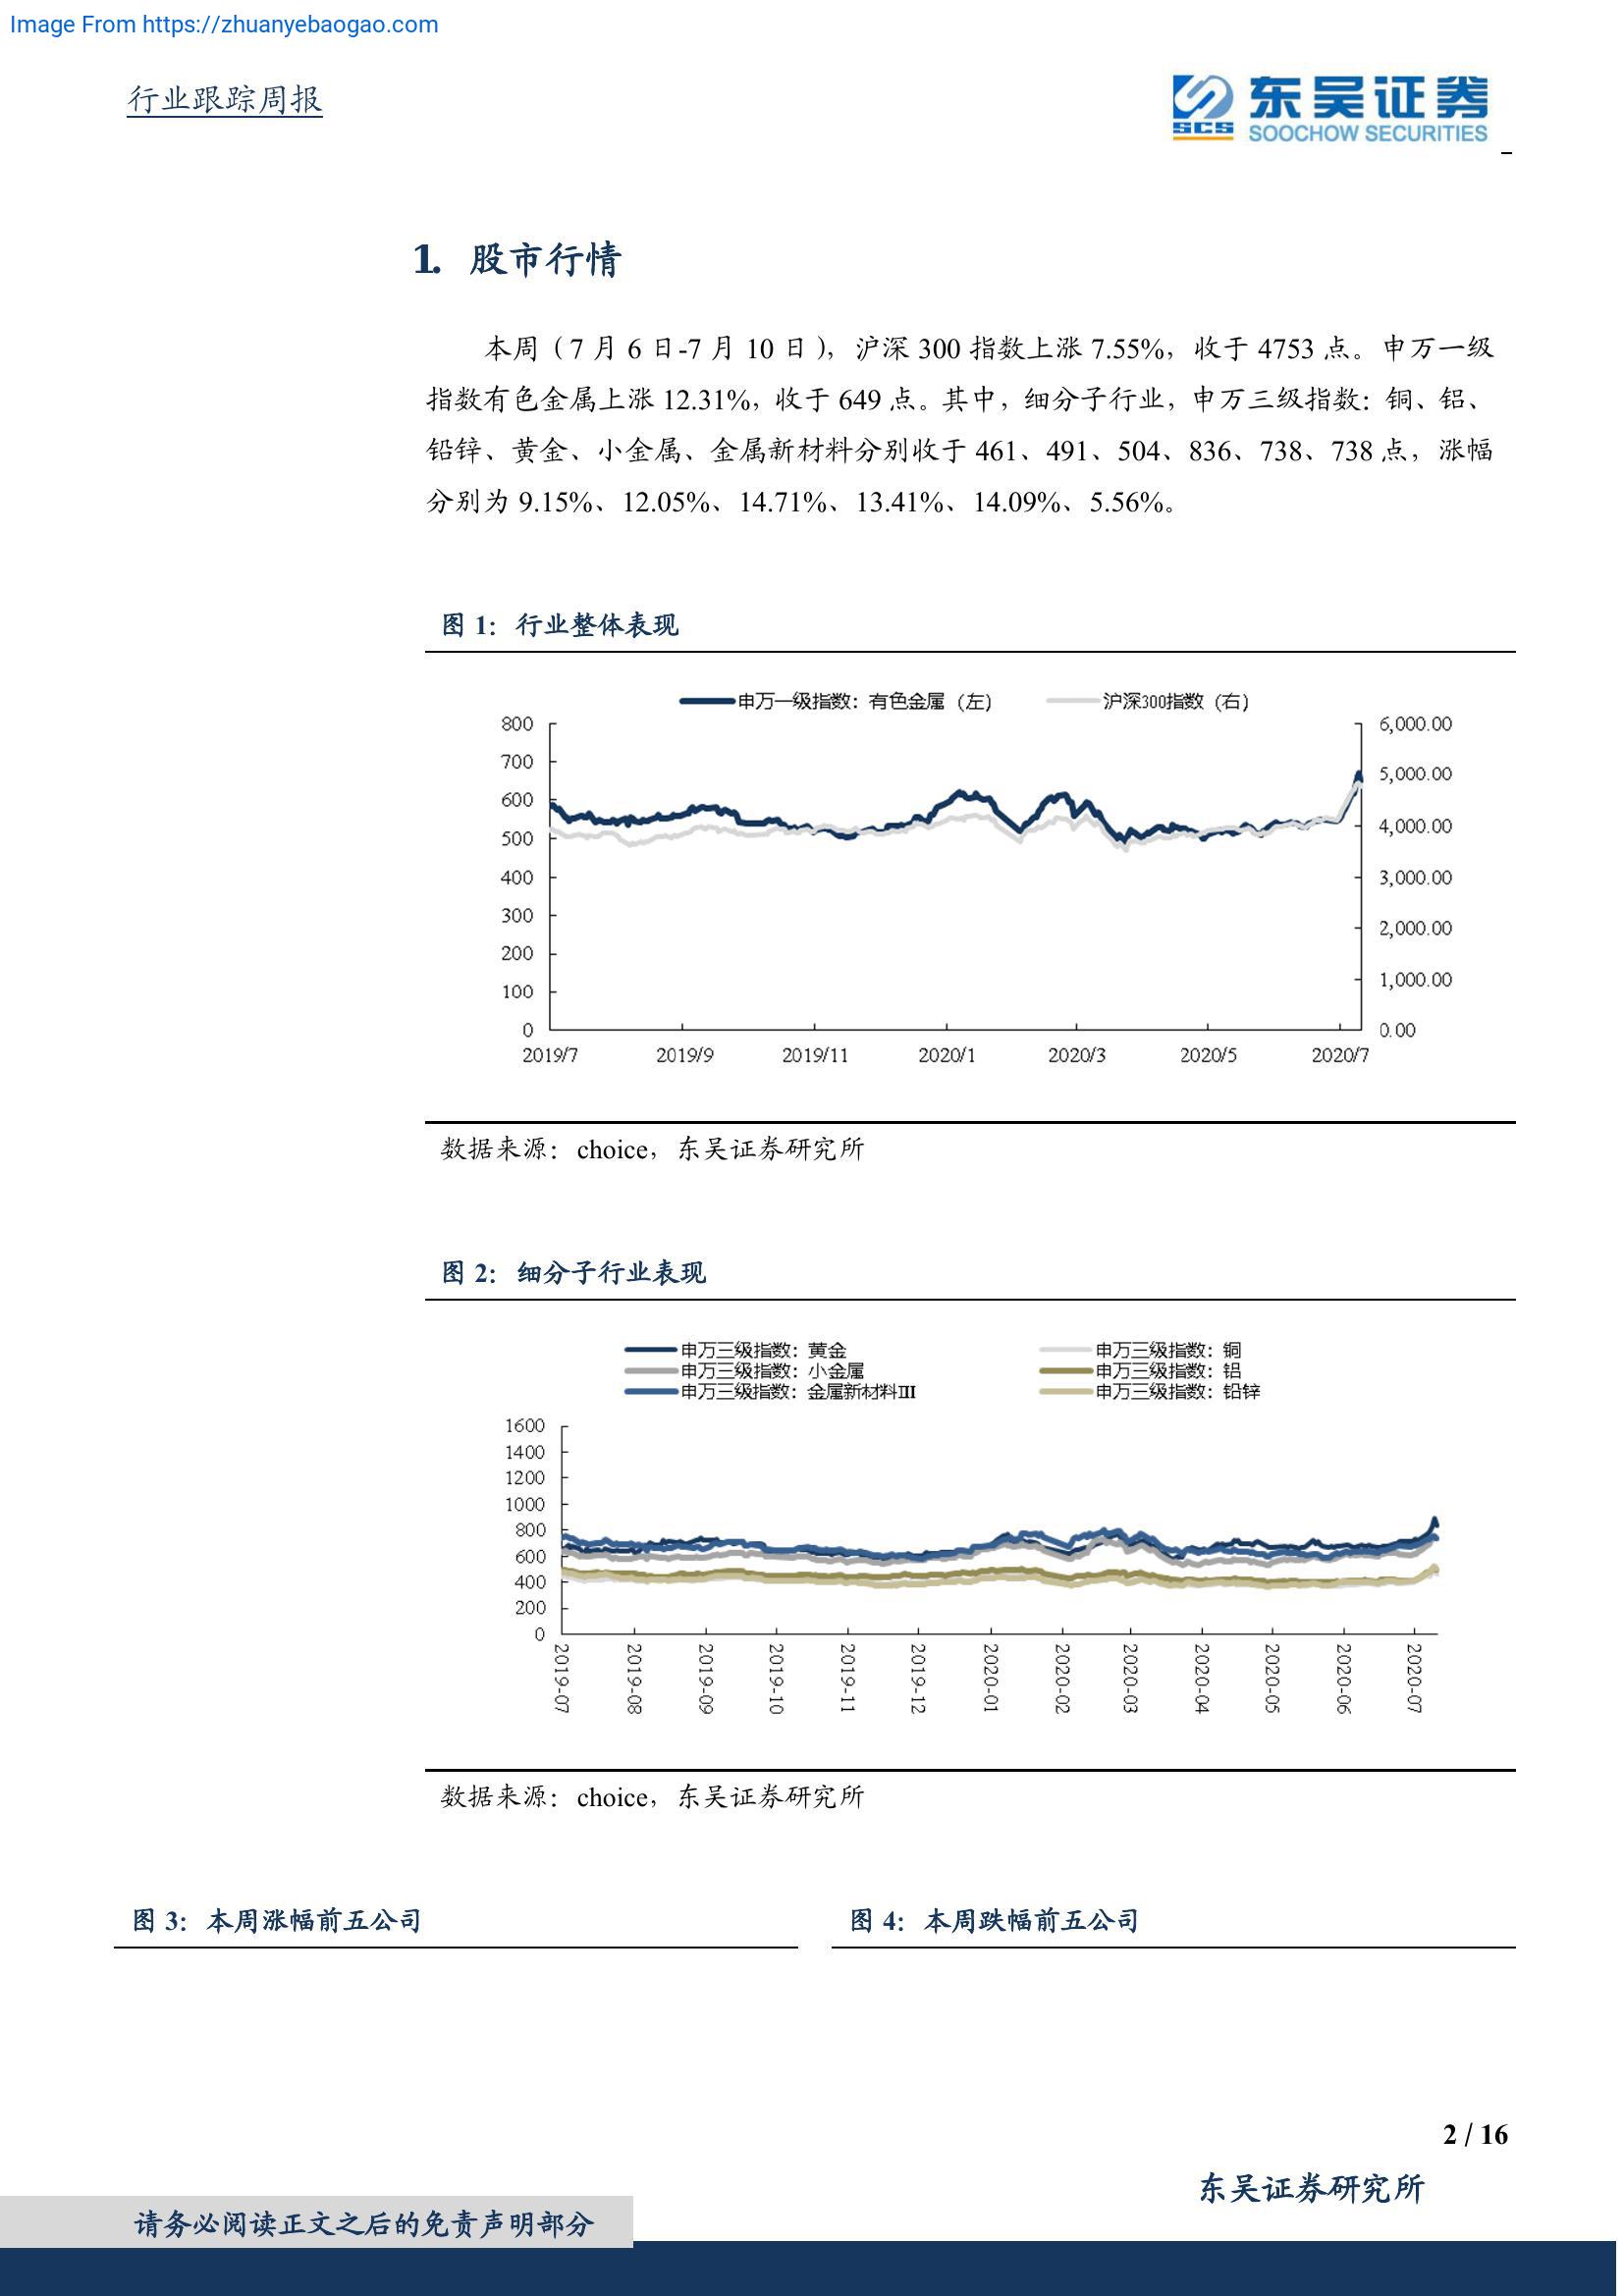 Image From https://zhuanyebaogao.com
行业跟踪周报
SCS 东吴证券
SOOCHOW SECURITIES
1. 股市行情
本周（7 月 6 日-7 月 10 日），沪深 300 指数上涨 7.55%，收于 4753 点。申万一级
指数有色金属上涨 12.31%，收于 649 点。其中，细分子行业，申万三级指数：铜、铝、
铅锌、黄金、小金属、金属新材料分别收于 461、491、504、836、738、738 点，涨幅
分别为 9.15%、12.05%、14.71%、13.41%、14.09%、5.56%。
图 1：行业整体表现
申万一级指数：有色金属（左） 沪深300指数（右）
800 6,000.00
700 5,000.00
600
500 4,000.00
400 3,000.00
300 2,000.00
200
100 1,000.00
0 0.00
2019/7 2019/9 2019/11 2020/1 2020/3 2020/5 2020/7
数据来源：choice，东吴证券研究所
图 2：细分子行业表现
申万三级指数：黄金 申万三级指数：铜
申万三级指数：小金属 申万三级指数：铝
申万三级指数：金属新材料III 申万三级指数：铅锌
1600
1400
1200
1000
800
600
400
200
0
2019-07 2019-08 2019-09 2019-10 2019-11 2019-12 2020-01 2020-02 2020-03 2020-04 2020-05 2020-06 2020-07
数据来源：choice，东吴证券研究所
图 3：本周涨幅前五公司 图 4：本周跌幅前五公司
2 / 16
东吴证券研究所
请务必阅读正文之后的免责声明部分